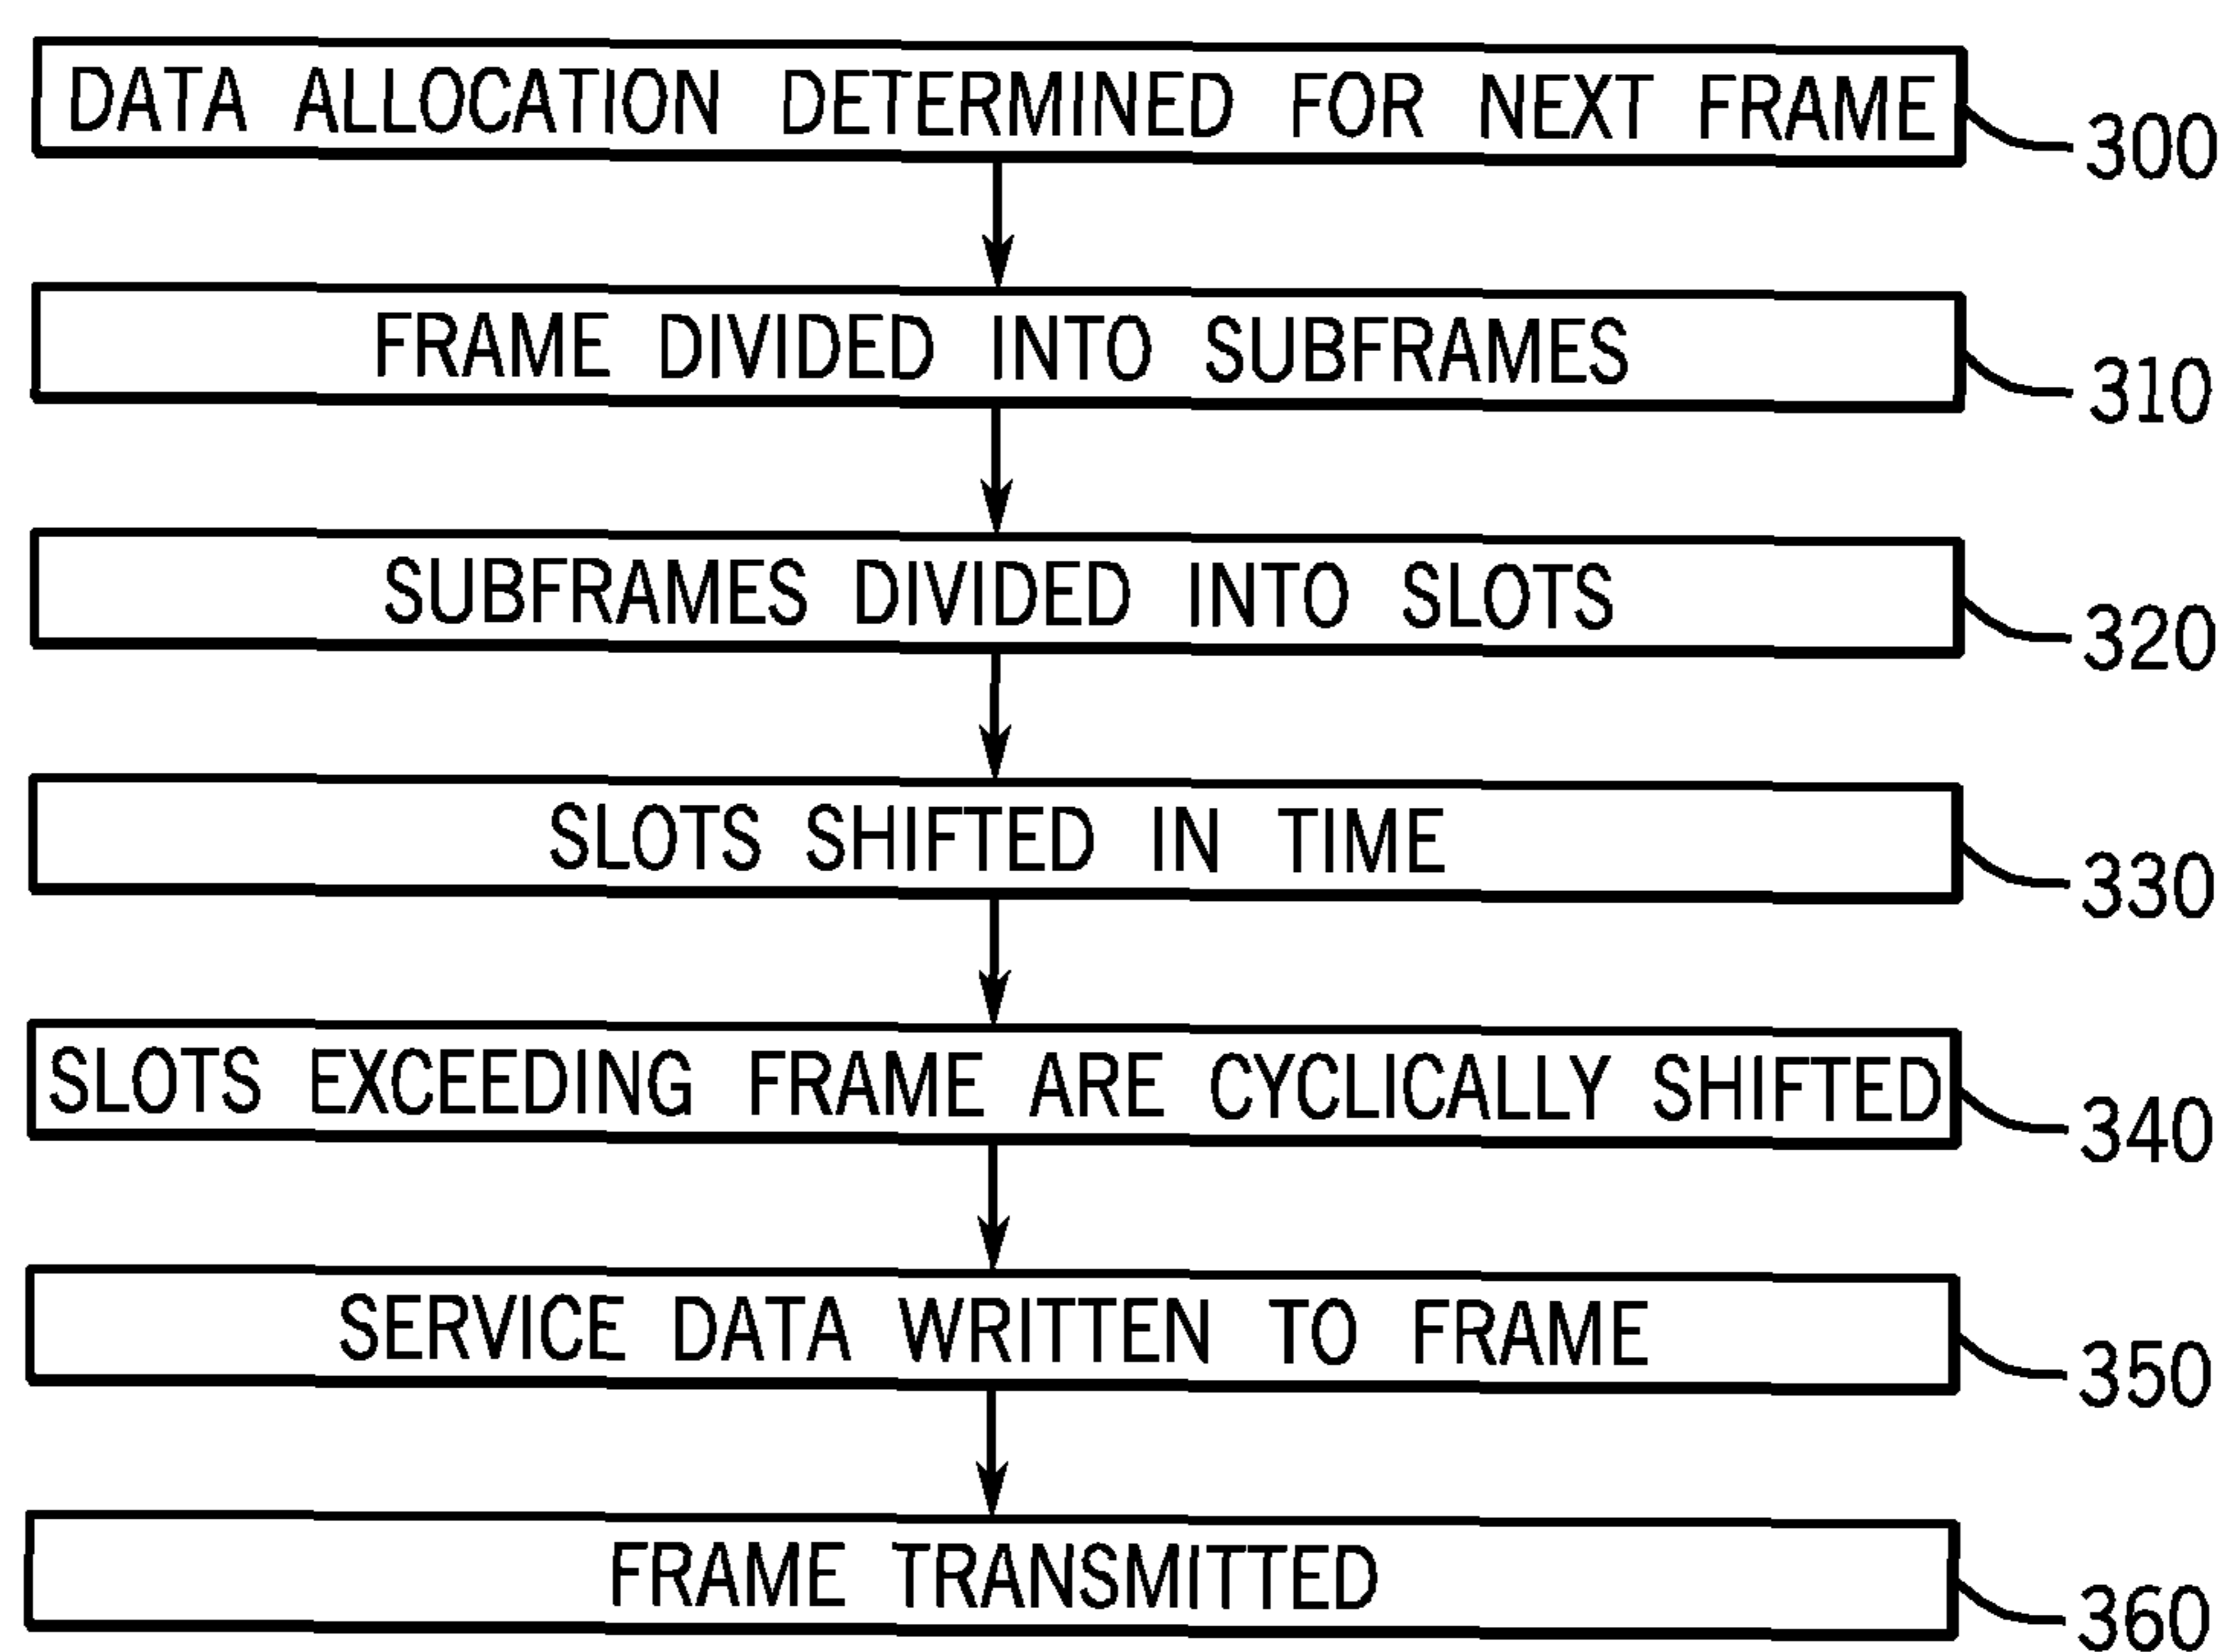 DATA ALLOCATION DETERMINED FOR NEXT FRAME
300
FRAME DIVIDED INTO SUBFRAMES
310
SUBFRAMES DIVIDED INTO SLOTS
320
SLOTS SHIFTED IN TIME
330
SLOTS EXCEEDING FRAME ARE CYCLICALLY SHIFTED
340
SERVICE DATA WRITTEN TO FRAME
350
FRAME TRANSMITTED
360